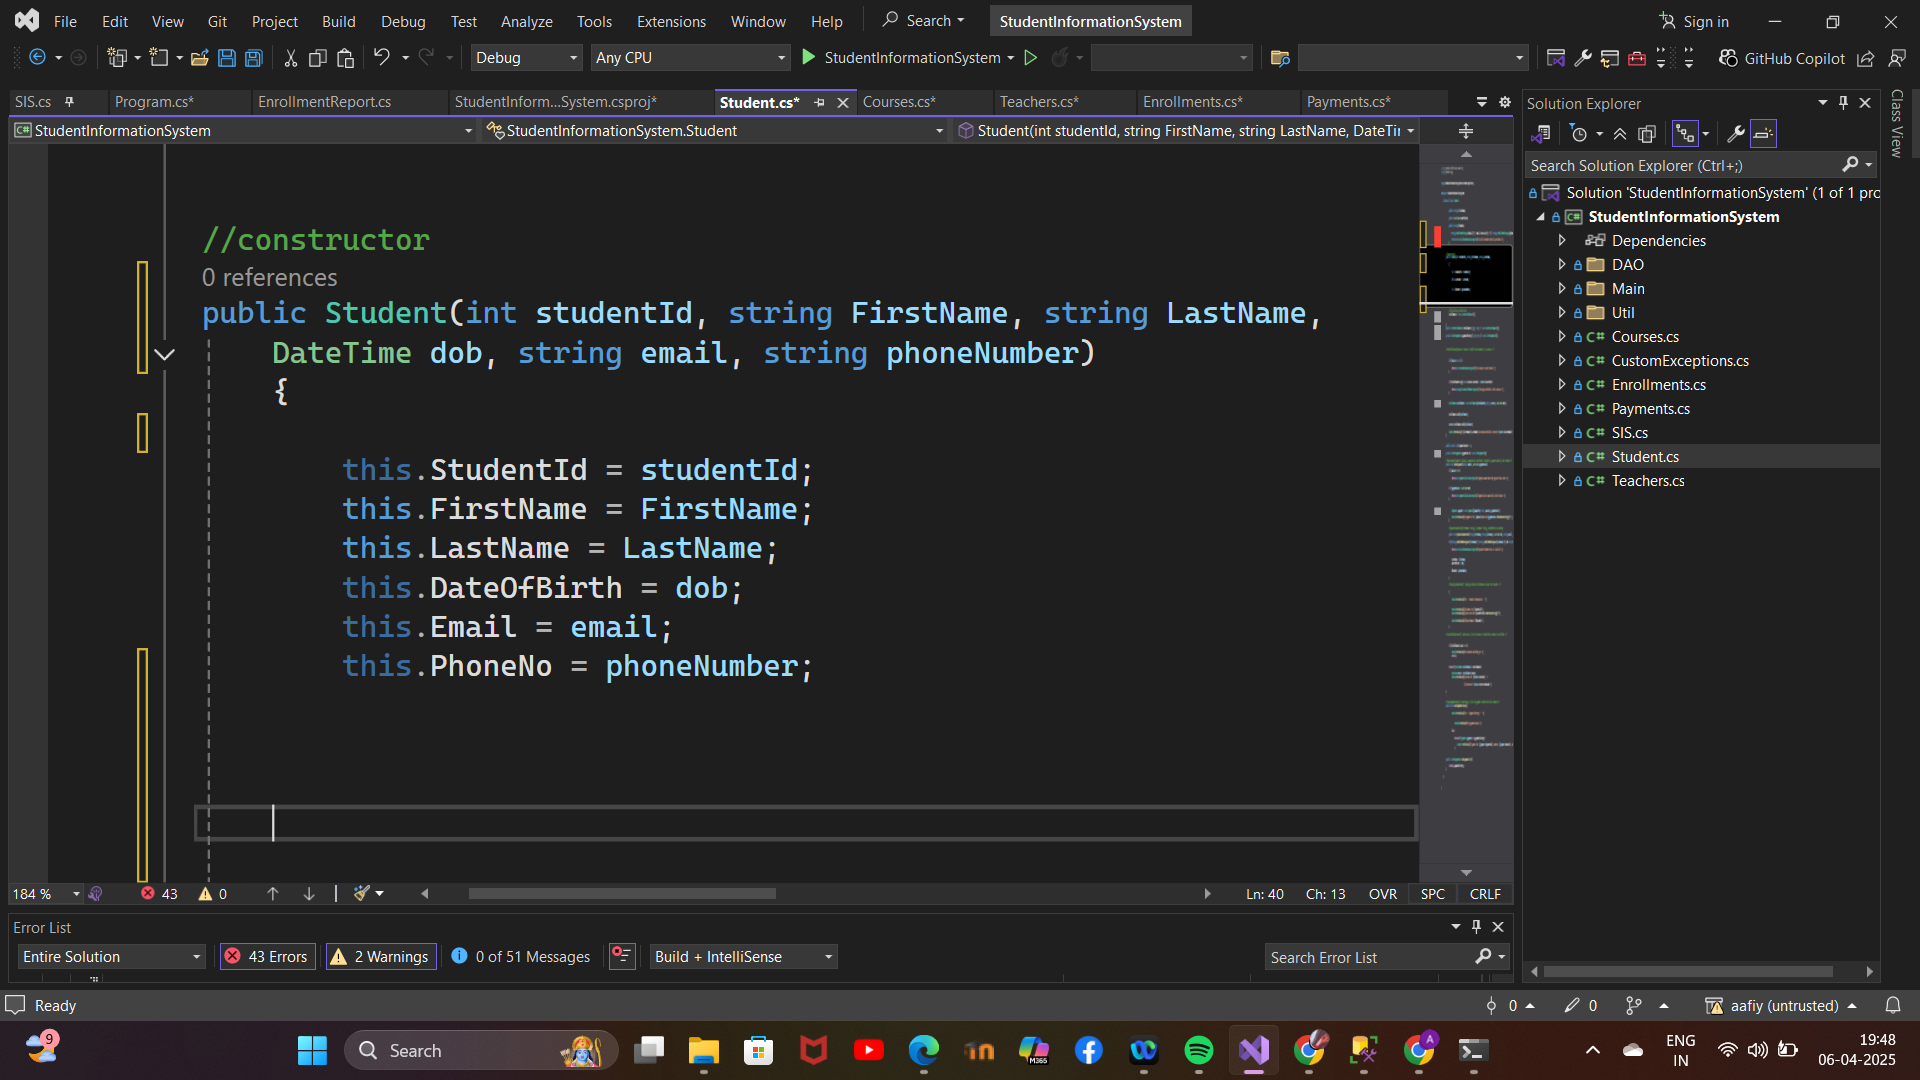 File Edit View Git Project Build Debug Test Analyze Tools Extensions Window Help Search StudentInformationSystem Sign in
Debug Any CPU StudentInformationSystem GitHub Copilot
SIS.cs Program.cs* EnrollmentReport.cs StudentInform...System.csproj* Student.cs* Courses.cs* Teachers.cs* Enrollments.cs* Payments.cs*
StudentInformationSystem StudentInformationSystem.Student Student(int studentId, string FirstName, string LastName, DateTir
//constructor
0 references
public Student(int studentId, string FirstName, string LastName,
DateTime dob, string email, string phoneNumber)
{
this.StudentId = studentId;
this.FirstName = FirstName;
this.LastName = LastName;
this.DateOfBirth = dob;
this.Email = email;
this.PhoneNo = phoneNumber;
184 % 43 0 Ln: 40 Ch: 13 OVR SPC CRLF
Error List
Entire Solution 43 Errors 2 Warnings 0 of 51 Messages Build + IntelliSense Search Error List
Solution Explorer
Search Solution Explorer (Ctrl+;)
Solution 'StudentInformationSystem' (1 of 1 pro
StudentInformationSystem
Dependencies
DAO
Main
Util
C# Courses.cs
C# CustomExceptions.cs
C# Enrollments.cs
C# Payments.cs
C# SIS.cs
C# Student.cs
C# Teachers.cs
Class View
Ready 0 0 aafiy (untrusted)
9 Search M365 A ENG IN 19:48 06-04-2025